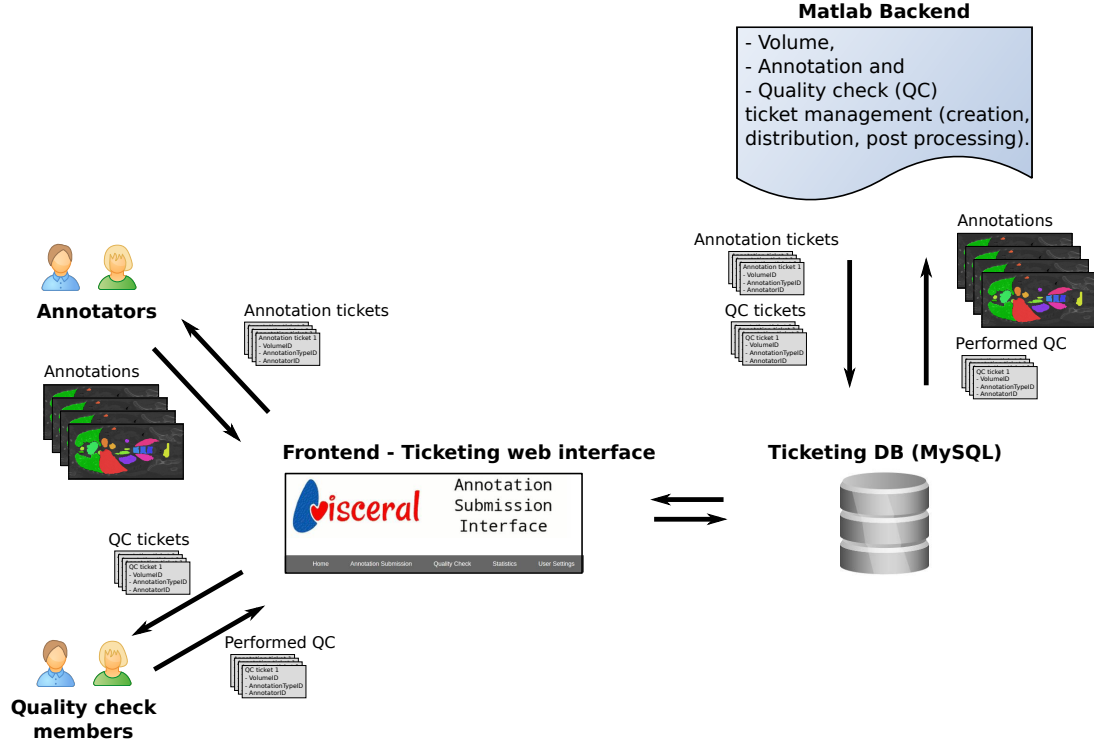 Matlab Backend
- Volume,
- Annotation and
- Quality check (QC)
ticket management (creation,
distribution, post processing).
Annotation tickets
Annotation ticket 1
- VolumeID
- AnnotationTypeID
- AnnotatorID
QC tickets
QC ticket 1
- VolumeID
- AnnotationTypeID
- AnnotatorID
Annotations
Performed QC
QC ticket 1
- VolumeID
- AnnotationTypeID
- AnnotatorID
Annotators
Annotation tickets
Annotation ticket 1
- VolumeID
- AnnotationTypeID
- AnnotatorID
Annotations
Frontend - Ticketing web interface
visceral
Annotation
Submission
Interface
Home Annotation Submission Quality Check Statistics User Settings
Ticketing DB (MySQL)
QC tickets
QC ticket 1
- VolumeID
- AnnotationTypeID
- AnnotatorID
Performed QC
QC ticket 1
- VolumeID
- AnnotationTypeID
- AnnotatorID
Quality check
members